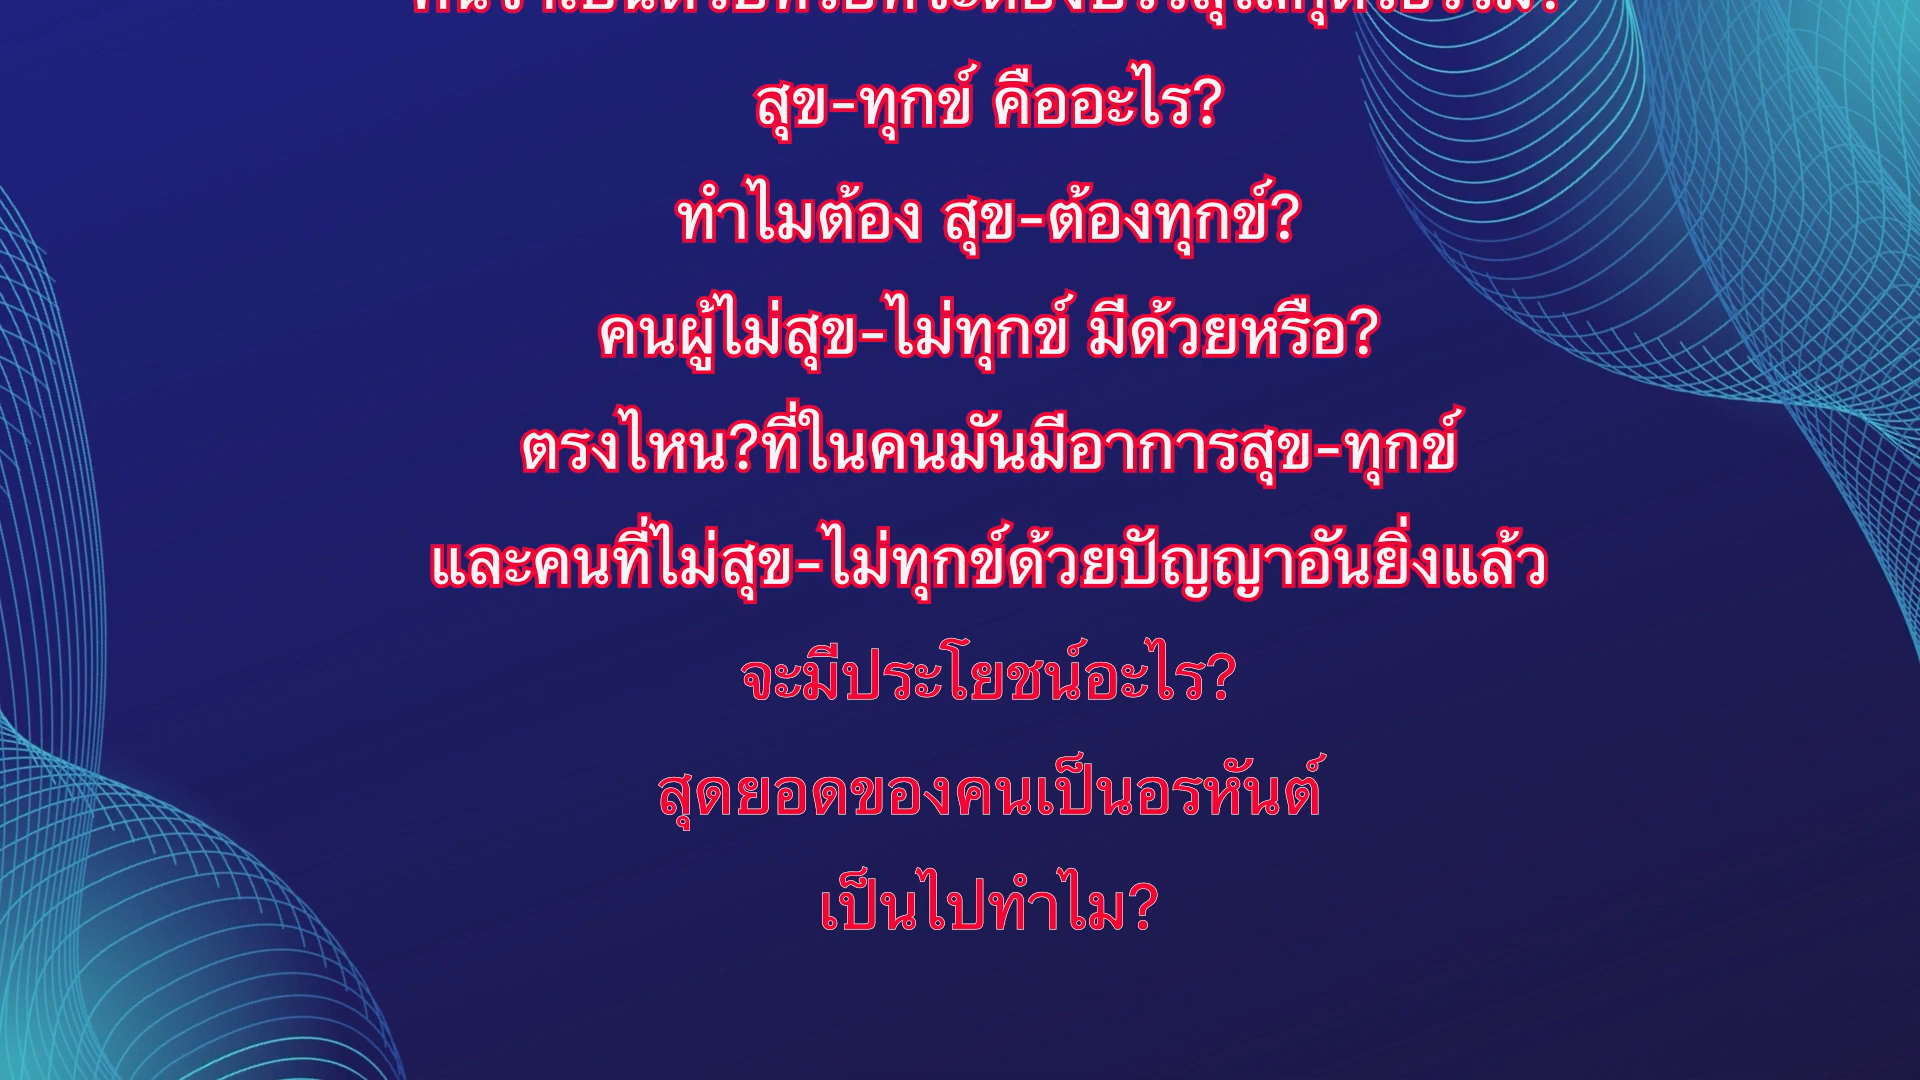 สุข-ทุกข์ คืออะไร?
ทำไมต้อง สุข-ต้องทุกข์?
คนผู้ไม่สุข-ไม่ทุกข์ มีด้วยหรือ?
ตรงไหน?ที่ในคนมันมีอาการสุข-ทุกข์
และคนที่ไม่สุข-ไม่ทุกข์ด้วยปัญญาอันยิ่งแล้ว
จะมีประโยชน์อะไร?
สุดยอดของคนเป็นอรหันต์
เป็นไปทำไม?